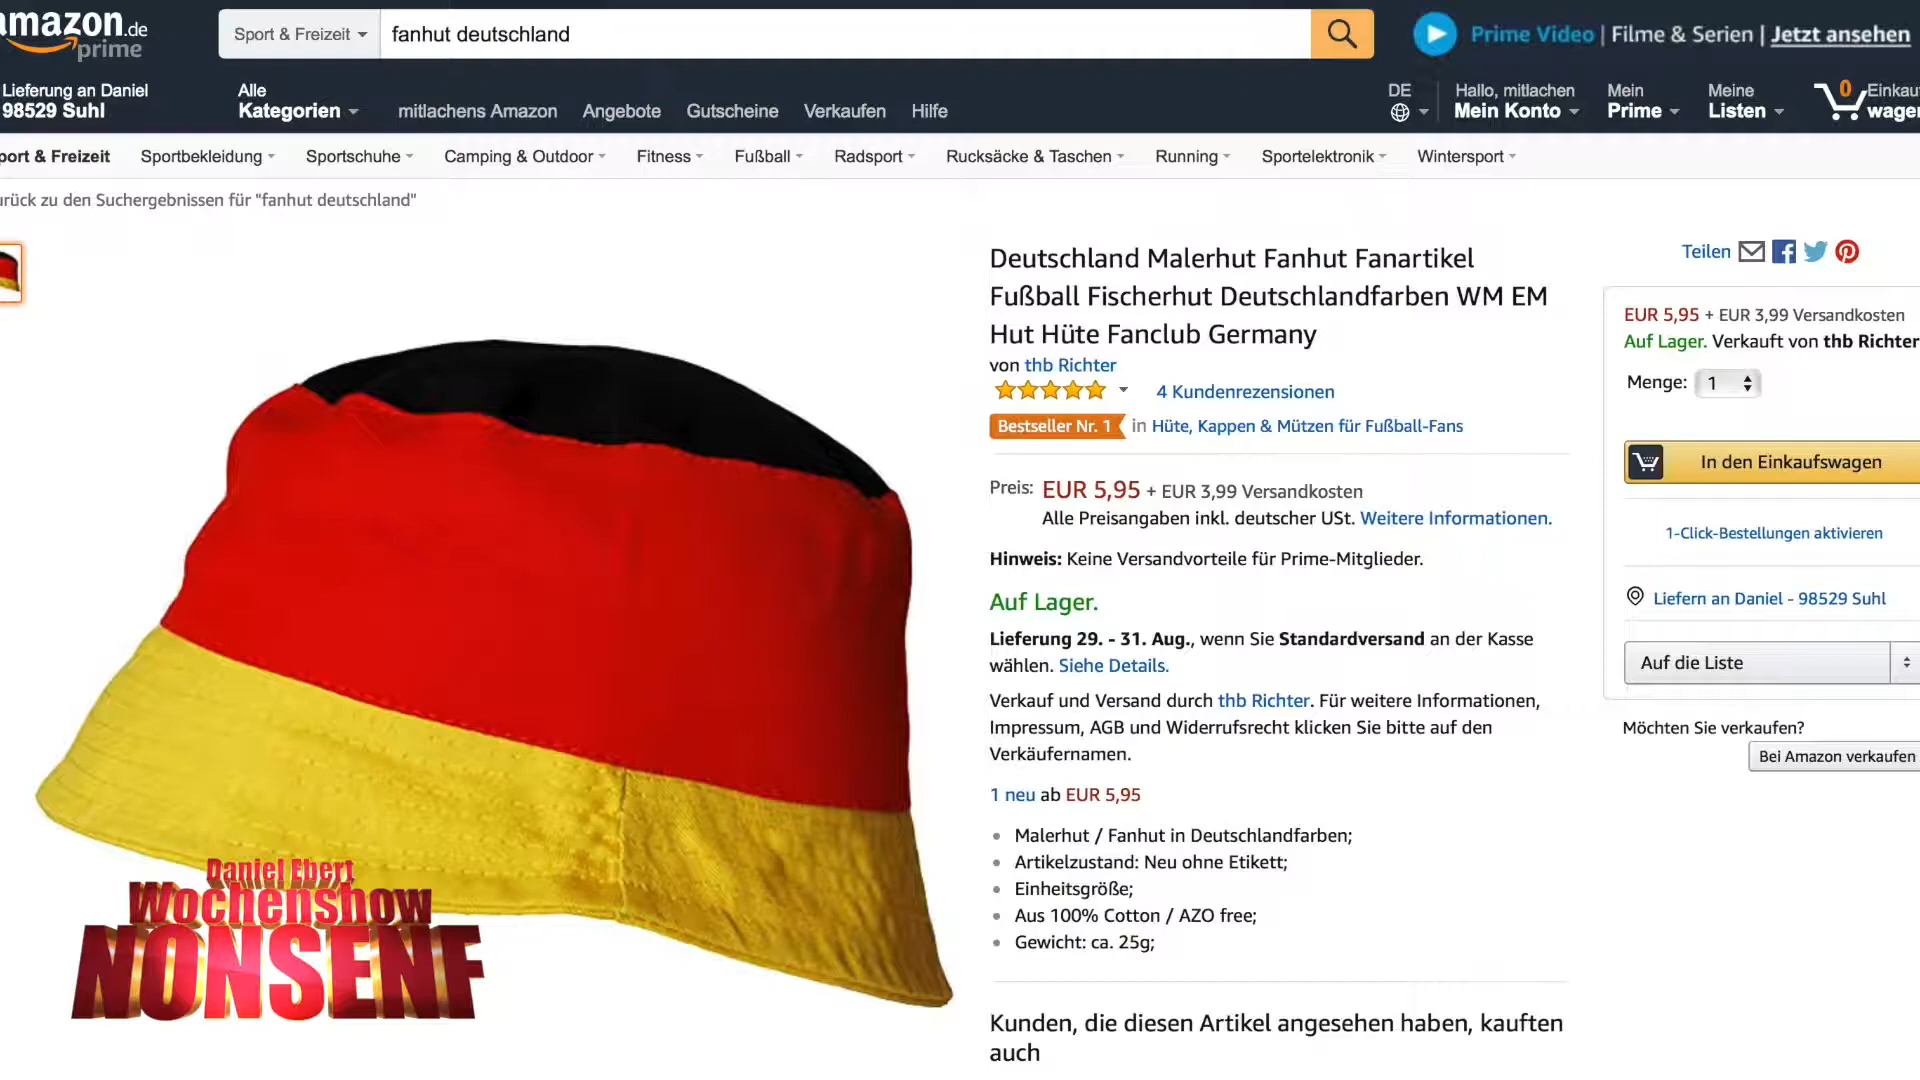 amazon.de
prime
Sport & Freizeit
fanhut deutschland
Prime Video | Filme & Serien | Jetzt ansehen
Lieferung an Daniel
98529 Suhl
Alle
Kategorien
mitlachens Amazon
Angebote
Gutscheine
Verkaufen
Hilfe
DE
Hallo, mitlachen
Mein Konto
Mein
Prime
Meine
Listen
0
Einkau
wagen
port & Freizeit
Sportbekleidung
Sportschuhe
Camping & Outdoor
Fitness
Fußball
Radsport
Rucksäcke & Taschen
Running
Sportelektronik
Wintersport
urück zu den Suchergebnissen für "fanhut deutschland"
Deutschland Malerhut Fanhut Fanartikel
Fußball Fischerhut Deutschlandfarben WM EM
Hut Hüte Fanclub Germany
von thb Richter
4 Kundenrezensionen
Bestseller Nr. 1 in Hüte, Kappen & Mützen für Fußball-Fans
Preis: EUR 5,95 + EUR 3,99 Versandkosten
Alle Preisangaben inkl. deutscher USt. Weitere Informationen.
Hinweis: Keine Versandvorteile für Prime-Mitglieder.
Auf Lager.
Lieferung 29. - 31. Aug., wenn Sie Standardversand an der Kasse
wählen. Siehe Details.
Verkauf und Versand durch thb Richter. Für weitere Informationen,
Impressum, AGB und Widerrufsrecht klicken Sie bitte auf den
Verkäufernamen.
1 neu ab EUR 5,95
Malerhut / Fanhut in Deutschlandfarben;
Artikelzustand: Neu ohne Etikett;
Einheitsgröße;
Aus 100% Cotton / AZO free;
Gewicht: ca. 25g;
Kunden, die diesen Artikel angesehen haben, kauften
auch
Teilen
EUR 5,95 + EUR 3,99 Versandkosten
Auf Lager. Verkauft von thb Richter
Menge: 1
In den Einkaufswagen
1-Click-Bestellungen aktivieren
Liefern an Daniel - 98529 Suhl
Auf die Liste
Möchten Sie verkaufen?
Bei Amazon verkaufen
Daniel Ebert
Wochenshow
NONSENF